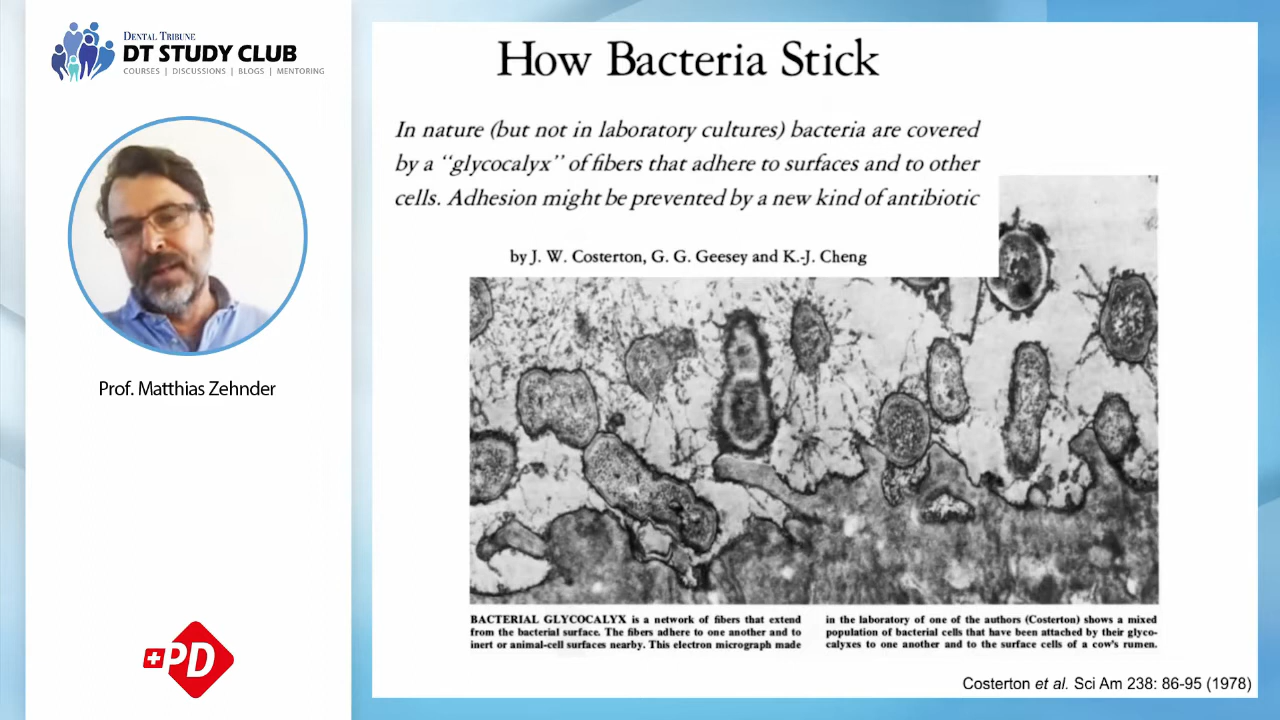 DENTAL TRIBUNE
DT STUDY CLUB
COURSES | DISCUSSIONS | BLOGS | MENTORING
Prof. Matthias Zehnder
PD
How Bacteria Stick
In nature (but not in laboratory cultures) bacteria are covered
by a ‘‘glycocalyx’’ of fibers that adhere to surfaces and to other
cells. Adhesion might be prevented by a new kind of antibiotic
by J. W. Costerton, G. G. Geesey and K.-J. Cheng
BACTERIAL GLYCOCALYX is a network of fibers that extend
from the bacterial surface. The fibers adhere to one another and to
inert or animal-cell surfaces nearby. This electron micrograph made
in the laboratory of one of the authors (Costerton) shows a mixed
population of bacterial cells that have been attached by their glyco-
calyxes to one another and to the surface cells of a cow's rumen.
Costerton et al. Sci Am 238: 86-95 (1978)